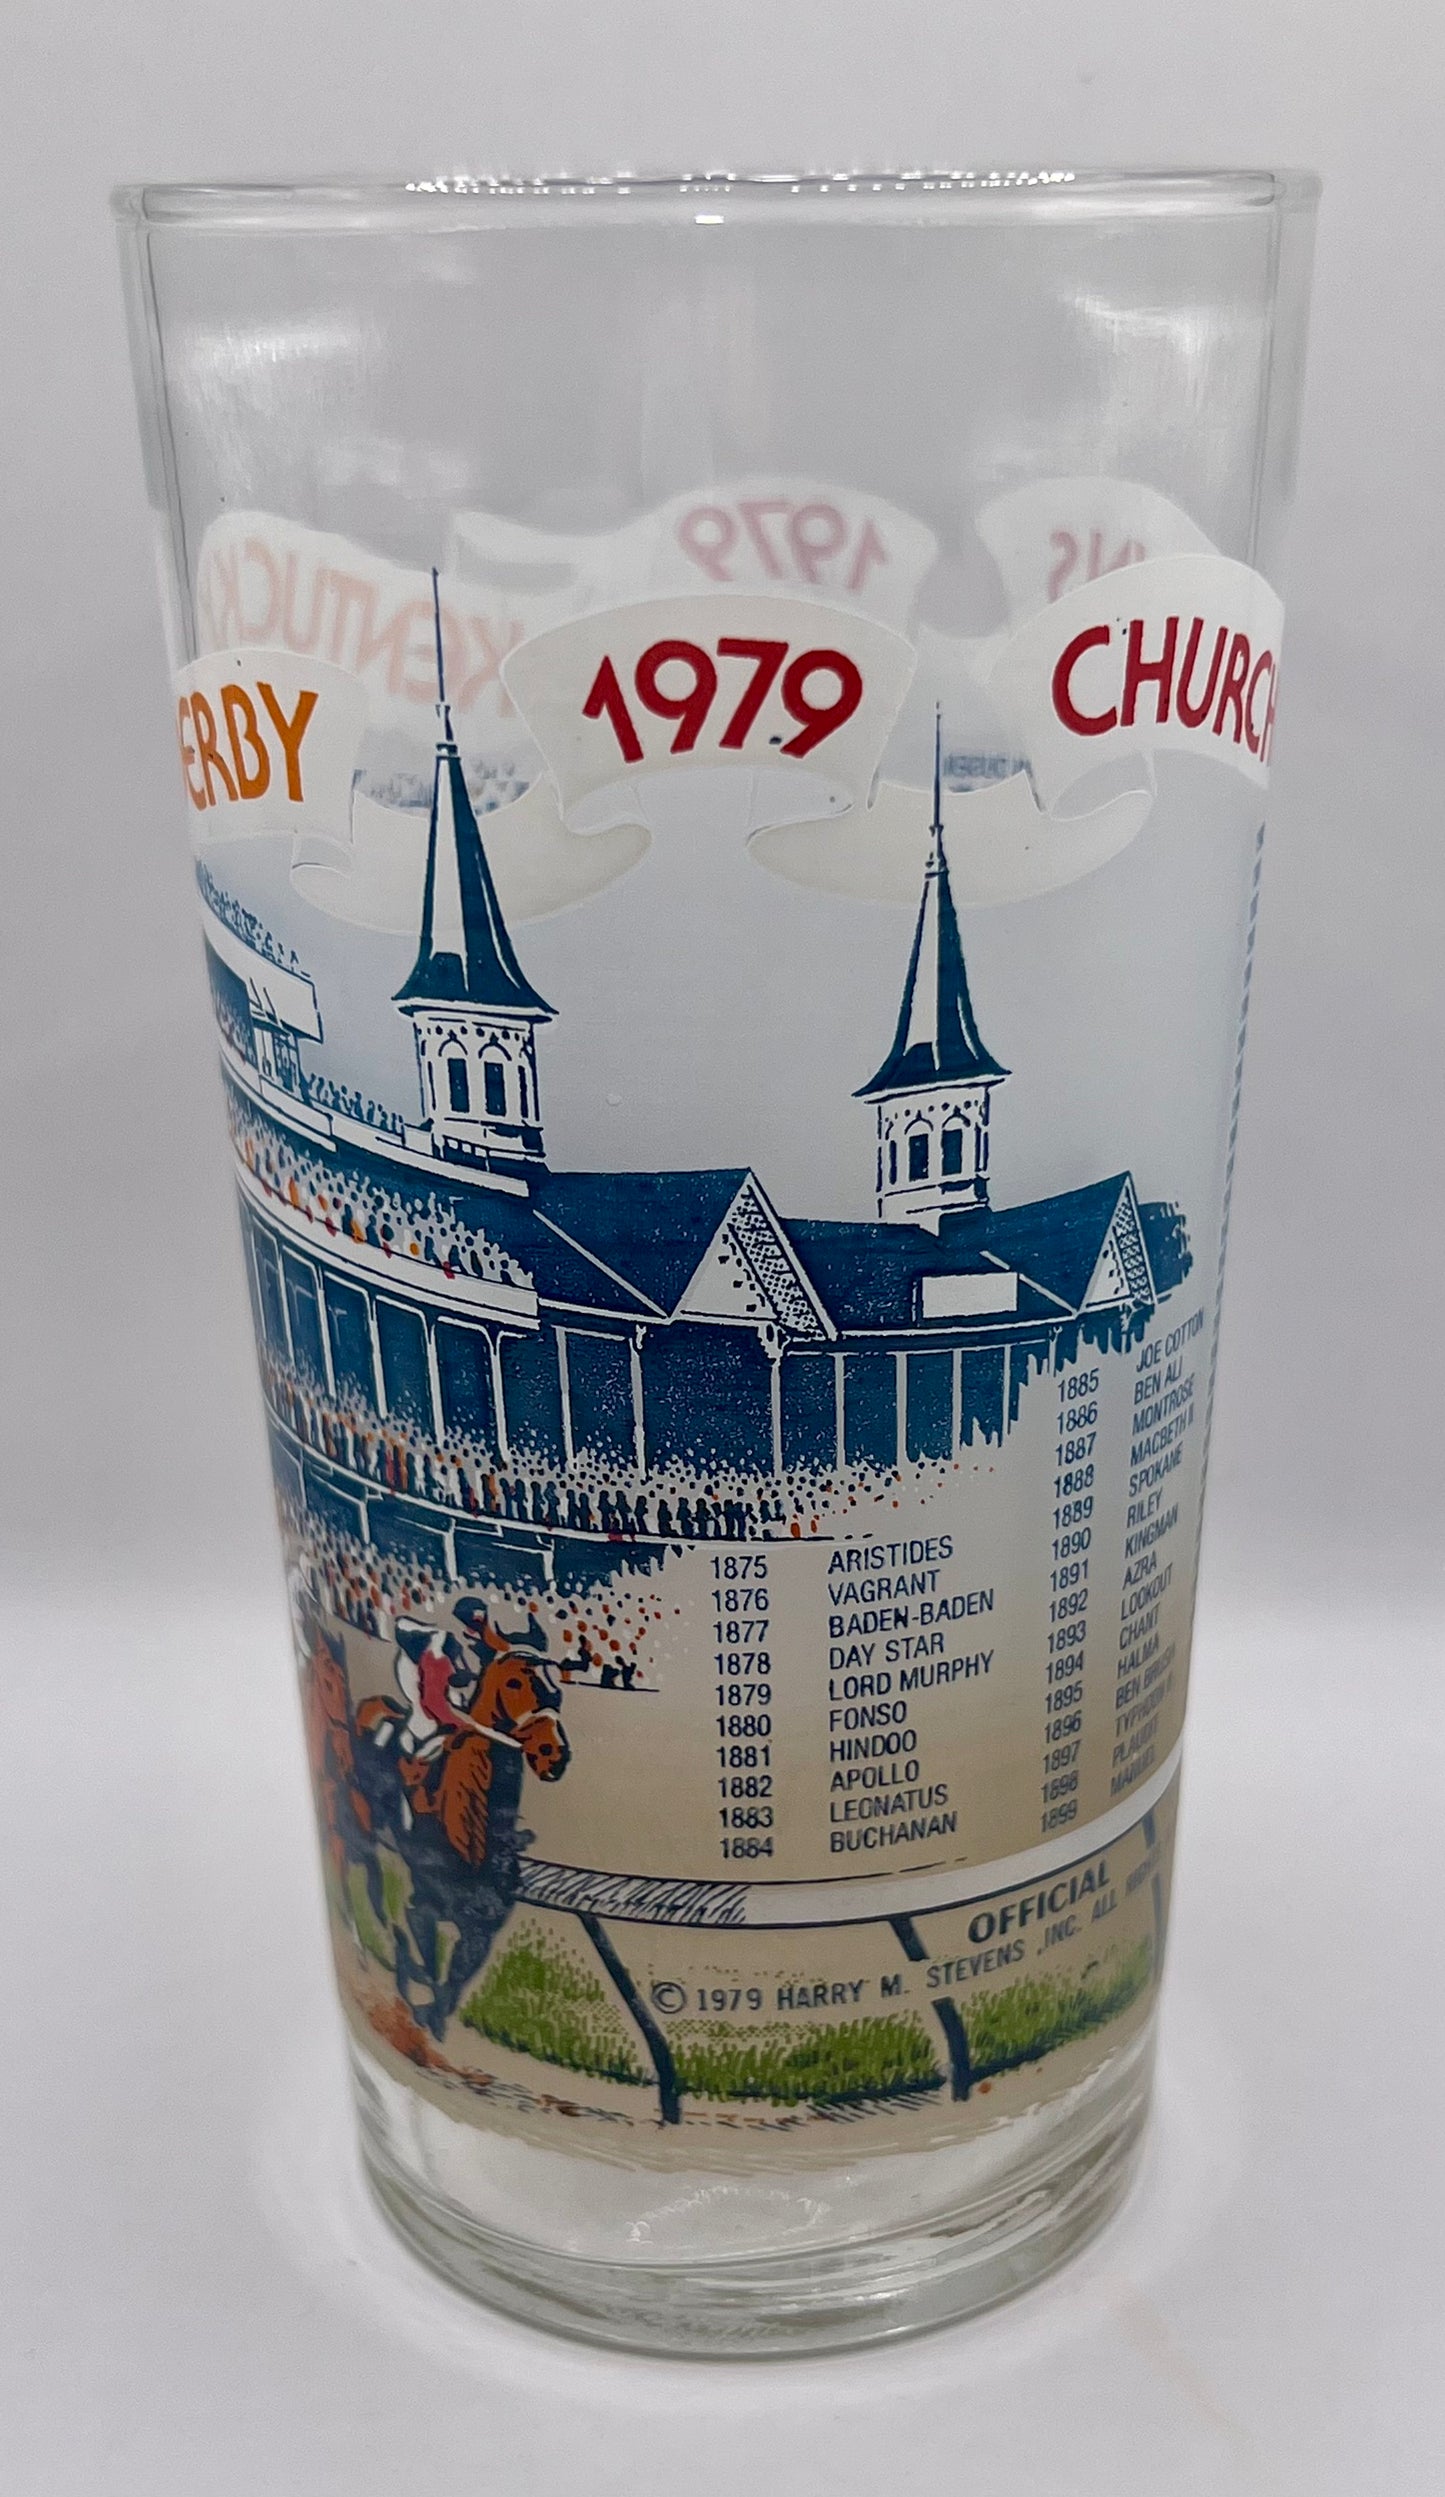 ERBY
1979
CHURCH
KENTUCK
1979
NS
1875 ARISTIDES
1876 VAGRANT
1877 BADEN-BADEN
1878 DAY STAR
1879 LORD MURPHY
1880 FONSO
1881 HINDOO
1882 APOLLO
1883 LEONATUS
1884 BUCHANAN
1885 JOE COTTON
1886 BEN ALI
1887 MONTROSE
1888 MACBETH II
1889 SPOKANE
1890 RILEY
1891 KINGMAN
1892 AZRA
1893 LOOKOUT
1894 CHANT
1895 HALMA
1896 BEN BRUSH
1897 TYPHOON II
1898 PLAUDIT
1899 MANUEL
OFFICIAL
© 1979 HARRY M. STEVENS ,INC. ALL